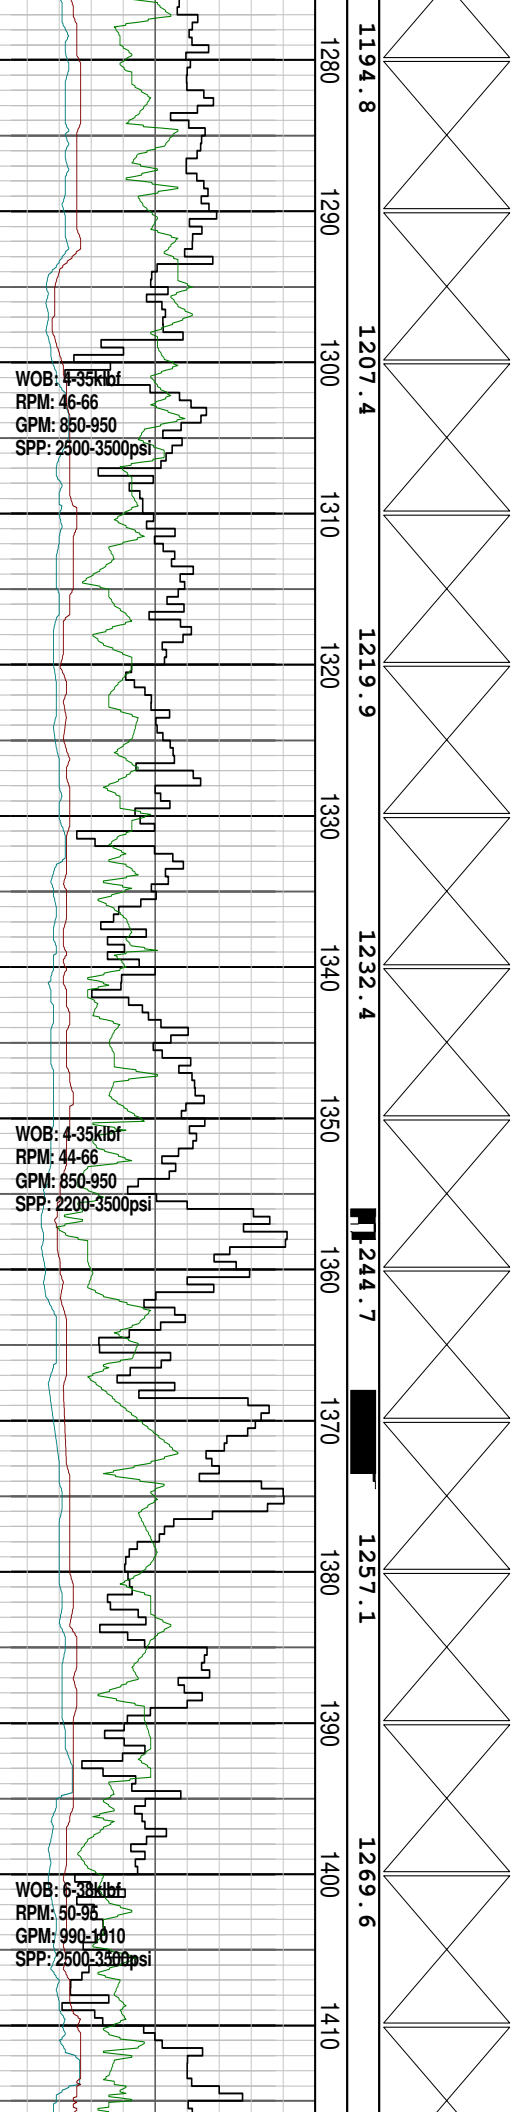 1194.8
1280
1290
1207.4
1300
WOB: 4-35klbf
RPM: 46-66
GPM: 850-950
SPP: 2500-3500psi
1310
1219.9
1320
1330
1232.4
1340
1350
WOB: 4-35klbf
RPM: 44-66
GPM: 850-950
SPP: 2200-3500psi
1244.7
1360
1370
1257.1
1380
1390
1269.6
1400
WOB: 6-38klbf
RPM: 50-95
GPM: 990-1010
SPP: 2500-3500psi
1410